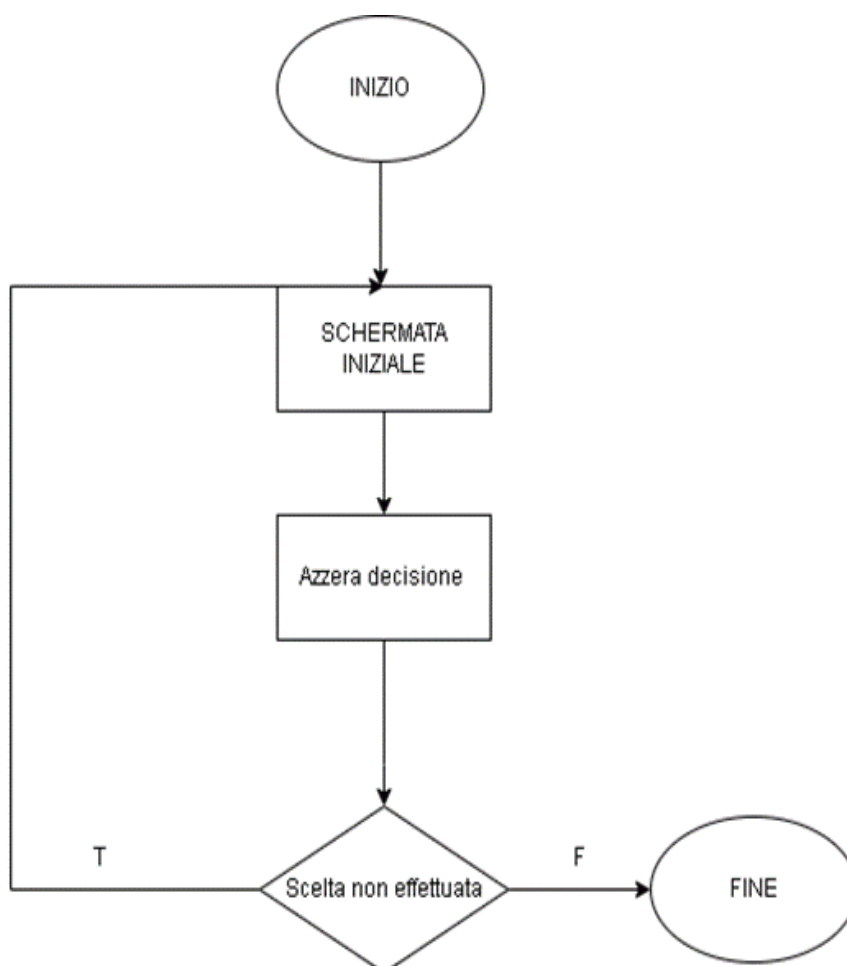 INIZIO
SCHERMATA
INIZIALE
Azzera decisione
T
Scelta non effettuata
F
FINE